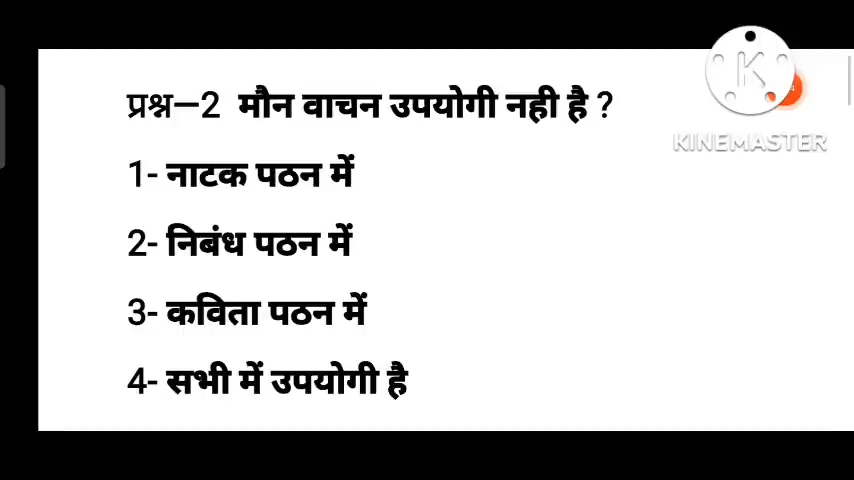 प्रश्न—2 मौन वाचन उपयोगी नही है ?
1- नाटक पठन में
2- निबंध पठन में
3- कविता पठन में
4- सभी में उपयोगी है
K
KINEMASTER